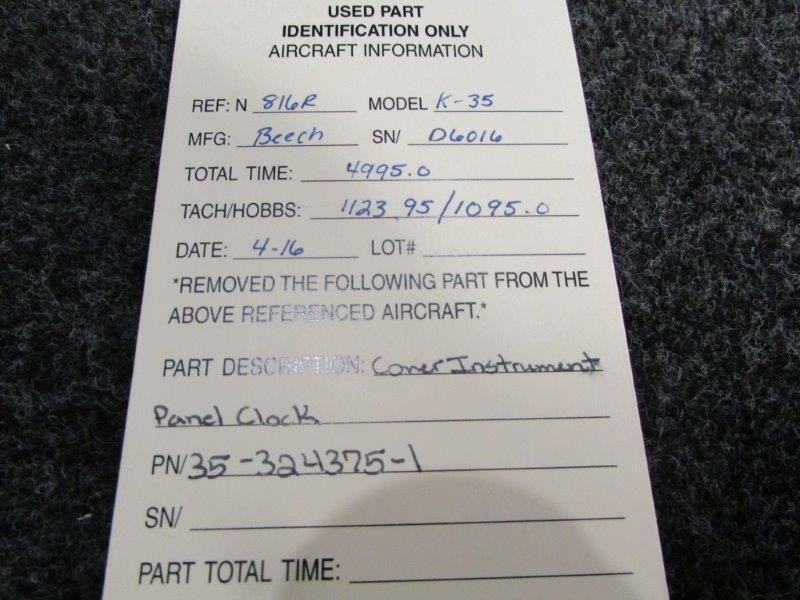 USED PART
IDENTIFICATION ONLY
AIRCRAFT INFORMATION
REF: N 816R MODEL K-35
MFG: Beech SN/ D6016
TOTAL TIME: 4995.0
TACH/HOBBS: 1123.95/1095.0
DATE: 4-16 LOT#
*REMOVED THE FOLLOWING PART FROM THE
ABOVE REFERENCED AIRCRAFT.*
PART DESCRIPTION: Cover Instrument
Panel Clock
PN/ 35-324375-1
SN/
PART TOTAL TIME: